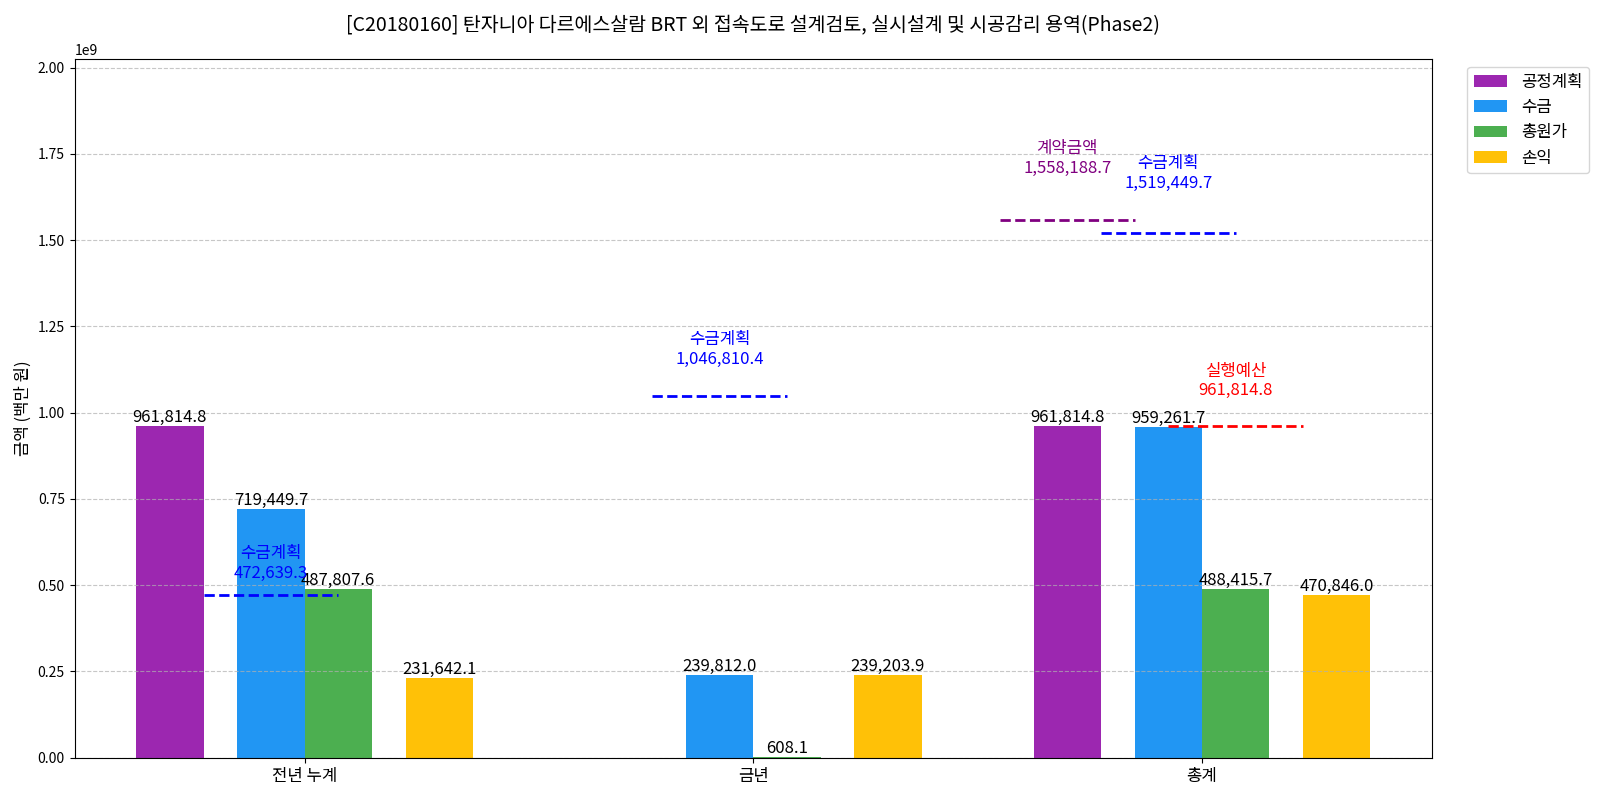 [C20180160] 탄자니아 다르에스살람 BRT 외 접속도로 설계검토, 실시설계 및 시공감리 용역(Phase2)
1e9
2.00
1.75
1.50
1.25
1.00
0.75
0.50
0.25
0.00
금액 (백만 원)
공정계획
수금
총원가
손익
계약금액
1,558,188.7
수금계획
1,519,449.7
수금계획
1,046,810.4
실행예산
961,814.8
961,814.8
719,449.7
수금계획
472,639.3
487,807.6
231,642.1
239,812.0
608.1
239,203.9
961,814.8
959,261.7
488,415.7
470,846.0
전년 누계
금년
총계